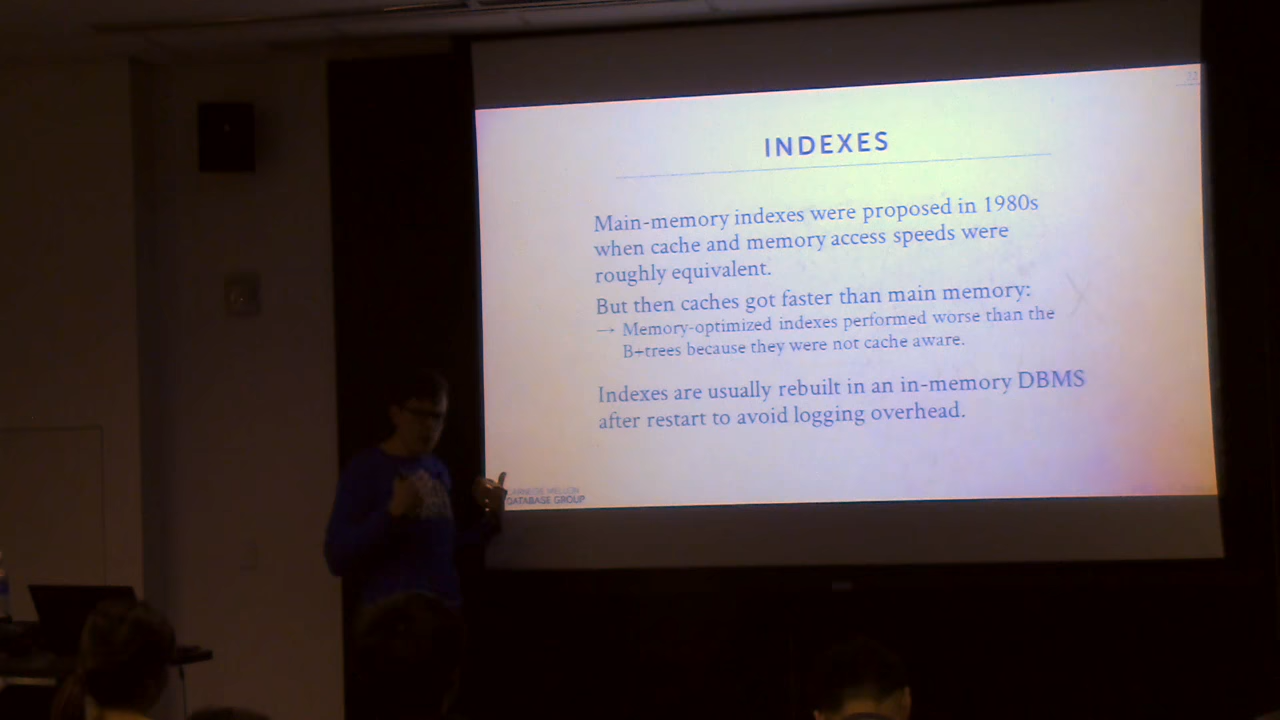 INDEXES
Main-memory indexes were proposed in 1980s
when cache and memory access speeds were
roughly equivalent.
But then caches got faster than main memory:
→ Memory-optimized indexes performed worse than the
B+trees because they were not cache aware.
Indexes are usually rebuilt in an in-memory DBMS
after restart to avoid logging overhead.
CARNEGIE MELLON
DATABASE GROUP